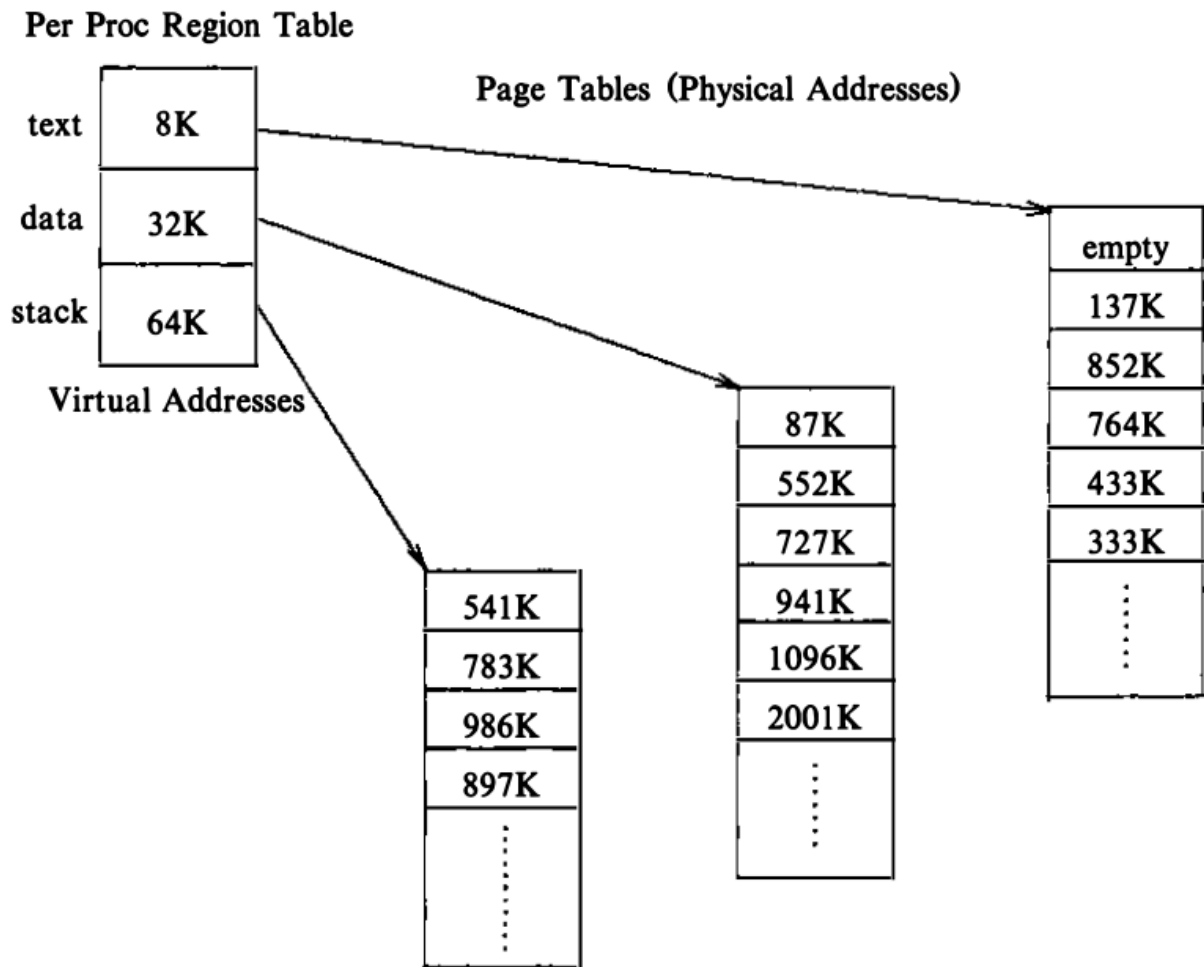 Per Proc Region Table
Page Tables (Physical Addresses)
text
8K
data
32K
stack
64K
Virtual Addresses
empty
137K
852K
764K
433K
333K
87K
552K
727K
941K
1096K
2001K
541K
783K
986K
897K